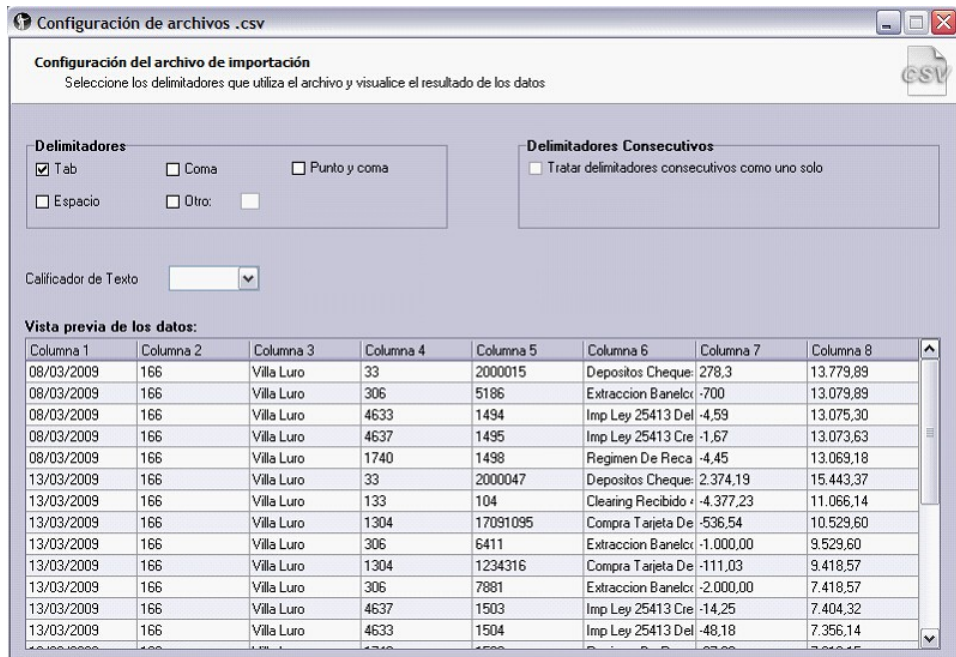 Configuración de archivos .csv
Configuración del archivo de importación
Seleccione los delimitadores que utiliza el archivo y visualice el resultado de los datos
CSV
Delimitadores
Tab Coma Punto y coma
Espacio Otro:
Delimitadores Consecutivos
Tratar delimitadores consecutivos como uno solo
Calificador de Texto
Vista previa de los datos:
Columna 1 Columna 2 Columna 3 Columna 4 Columna 5 Columna 6 Columna 7 Columna 8
08/03/2009 166 Villa Luro 33 2000015 Depositos Cheque 278,3 13.779,89
08/03/2009 166 Villa Luro 306 5186 Extraccion Banelc -700 13.079,89
08/03/2009 166 Villa Luro 4633 1494 Imp Ley 25413 Del -4,59 13.075,30
08/03/2009 166 Villa Luro 4637 1495 Imp Ley 25413 Cre -1,67 13.073,63
08/03/2009 166 Villa Luro 1740 1498 Regimen De Reca -4,45 13.069,18
13/03/2009 166 Villa Luro 33 2000047 Depositos Cheque 2.374,19 15.443,37
13/03/2009 166 Villa Luro 133 104 Clearing Recibido -4.377,23 11.066,14
13/03/2009 166 Villa Luro 1304 17091095 Compra Tarjeta De -536,54 10.529,60
13/03/2009 166 Villa Luro 306 6411 Extraccion Banelc -1.000,00 9.529,60
13/03/2009 166 Villa Luro 1304 1234316 Compra Tarjeta De -111,03 9.418,57
13/03/2009 166 Villa Luro 306 7881 Extraccion Banelc -2.000,00 7.418,57
13/03/2009 166 Villa Luro 4637 1503 Imp Ley 25413 Cre -14,25 7.404,32
13/03/2009 166 Villa Luro 4633 1504 Imp Ley 25413 Del -48,18 7.356,14